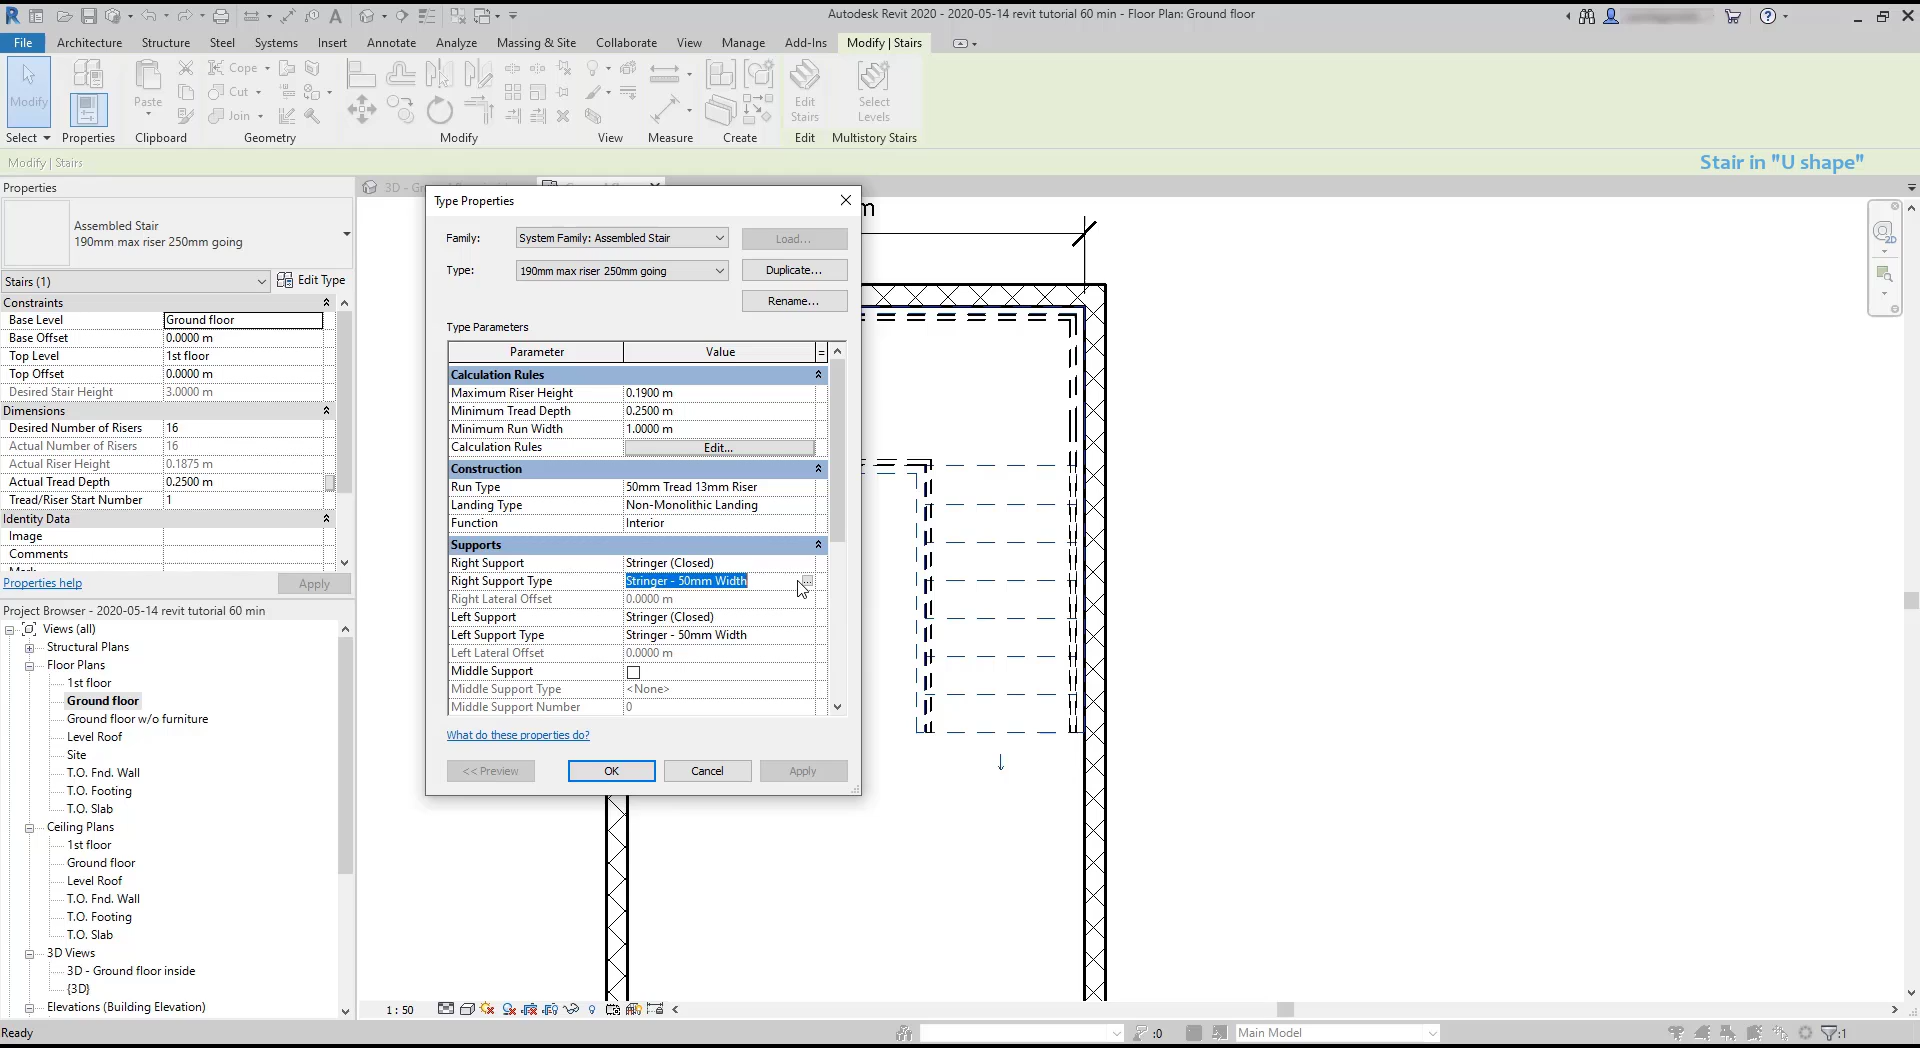 Autodesk Revit 2020 - 2020-05-14 revit tutorial 60 min - Floor Plan: Ground floor
File Architecture Structure Steel Systems Insert Annotate Analyze Massing & Site Collaborate View Manage Add-Ins Modify | Stairs
Modify
Paste
Cope
Cut
Join
Edit
Stairs
Select
Levels
Select Properties Clipboard Geometry Modify View Measure Create Edit Multistory Stairs
Modify | Stairs
Stair in "U shape"
Properties
Assembled Stair
190mm max riser 250mm going
Stairs (1)
Edit Type
Constraints
Base Level Ground floor
Base Offset 0.0000 m
Top Level 1st floor
Top Offset 0.0000 m
Desired Stair Height 3.0000 m
Dimensions
Desired Number of Risers 16
Actual Number of Risers 16
Actual Riser Height 0.1875 m
Actual Tread Depth 0.2500 m
Tread/Riser Start Number 1
Identity Data
Image
Comments
Properties help
Apply
Project Browser - 2020-05-14 revit tutorial 60 min
Views (all)
Structural Plans
Floor Plans
1st floor
Ground floor
Ground floor w/o furniture
Level Roof
Site
T.O. Fnd. Wall
T.O. Footing
T.O. Slab
Ceiling Plans
1st floor
Ground floor
Level Roof
T.O. Fnd. Wall
T.O. Footing
T.O. Slab
3D Views
3D - Ground floor inside
{3D}
Elevations (Building Elevation)
3D - G
m
Type Properties
Family: System Family: Assembled Stair Load...
Type: 190mm max riser 250mm going Duplicate...
Rename...
Type Parameters
Parameter Value =
Calculation Rules
Maximum Riser Height 0.1900 m
Minimum Tread Depth 0.2500 m
Minimum Run Width 1.0000 m
Calculation Rules Edit...
Construction
Run Type 50mm Tread 13mm Riser
Landing Type Non-Monolithic Landing
Function Interior
Supports
Right Support Stringer (Closed)
Right Support Type Stringer - 50mm Width
Right Lateral Offset 0.0000 m
Left Support Stringer (Closed)
Left Support Type Stringer - 50mm Width
Left Lateral Offset 0.0000 m
Middle Support
Middle Support Type <None>
Middle Support Number 0
What do these properties do?
<< Preview OK Cancel Apply
1 : 50
Ready
:0
Main Model
:1